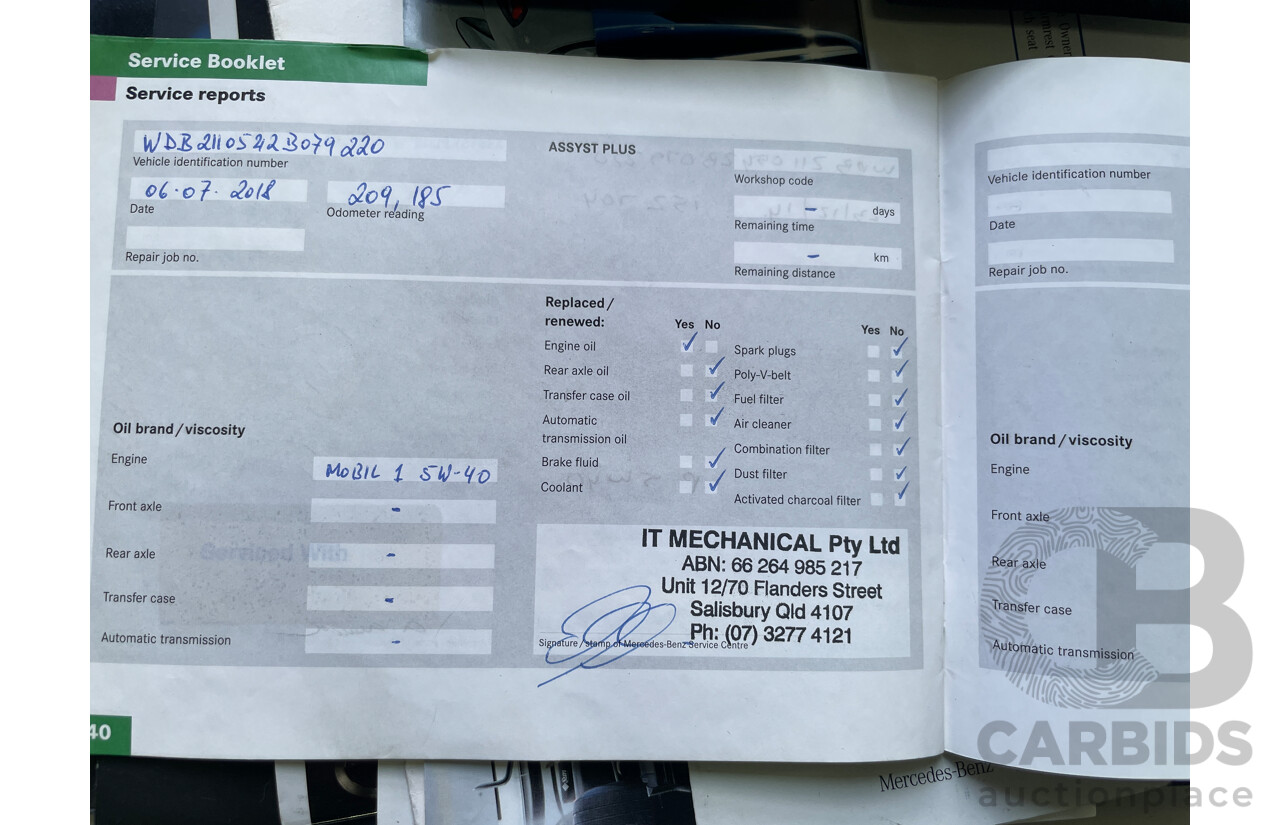 Owner
armrest
seat
Service Booklet
Service reports
WDB2110542B079220
Vehicle identification number
06.07.2018
Date
209,185
Odometer reading
Repair job no.
ASSYST PLUS
Workshop code
- days
Remaining time
- km
Remaining distance
Replaced/
renewed:
Yes No
Engine oil ✓
Rear axle oil ✓
Transfer case oil ✓
Automatic ✓
transmission oil
Brake fluid ✓
Coolant ✓
Yes No
Spark plugs ✓
Poly-V-belt ✓
Fuel filter ✓
Air cleaner ✓
Combination filter ✓
Dust filter ✓
Activated charcoal filter ✓
Oil brand/viscosity
Engine MOBIL 1 5W-40
Front axle -
Rear axle -
Transfer case -
Automatic transmission -
Serviced With
IT MECHANICAL Pty Ltd
ABN: 66 264 985 217
Unit 12/70 Flanders Street
Salisbury Qld 4107
Ph: (07) 3277 4121
Signature/stamp of Mercedes-Benz Service Centre
40
Vehicle identification number
Date
Repair job no.
Oil brand/viscosity
Engine
Front axle
Rear axle
Transfer case
Automatic transmission
Mercedes-Benz
CB
CARBIDS
auctionplace